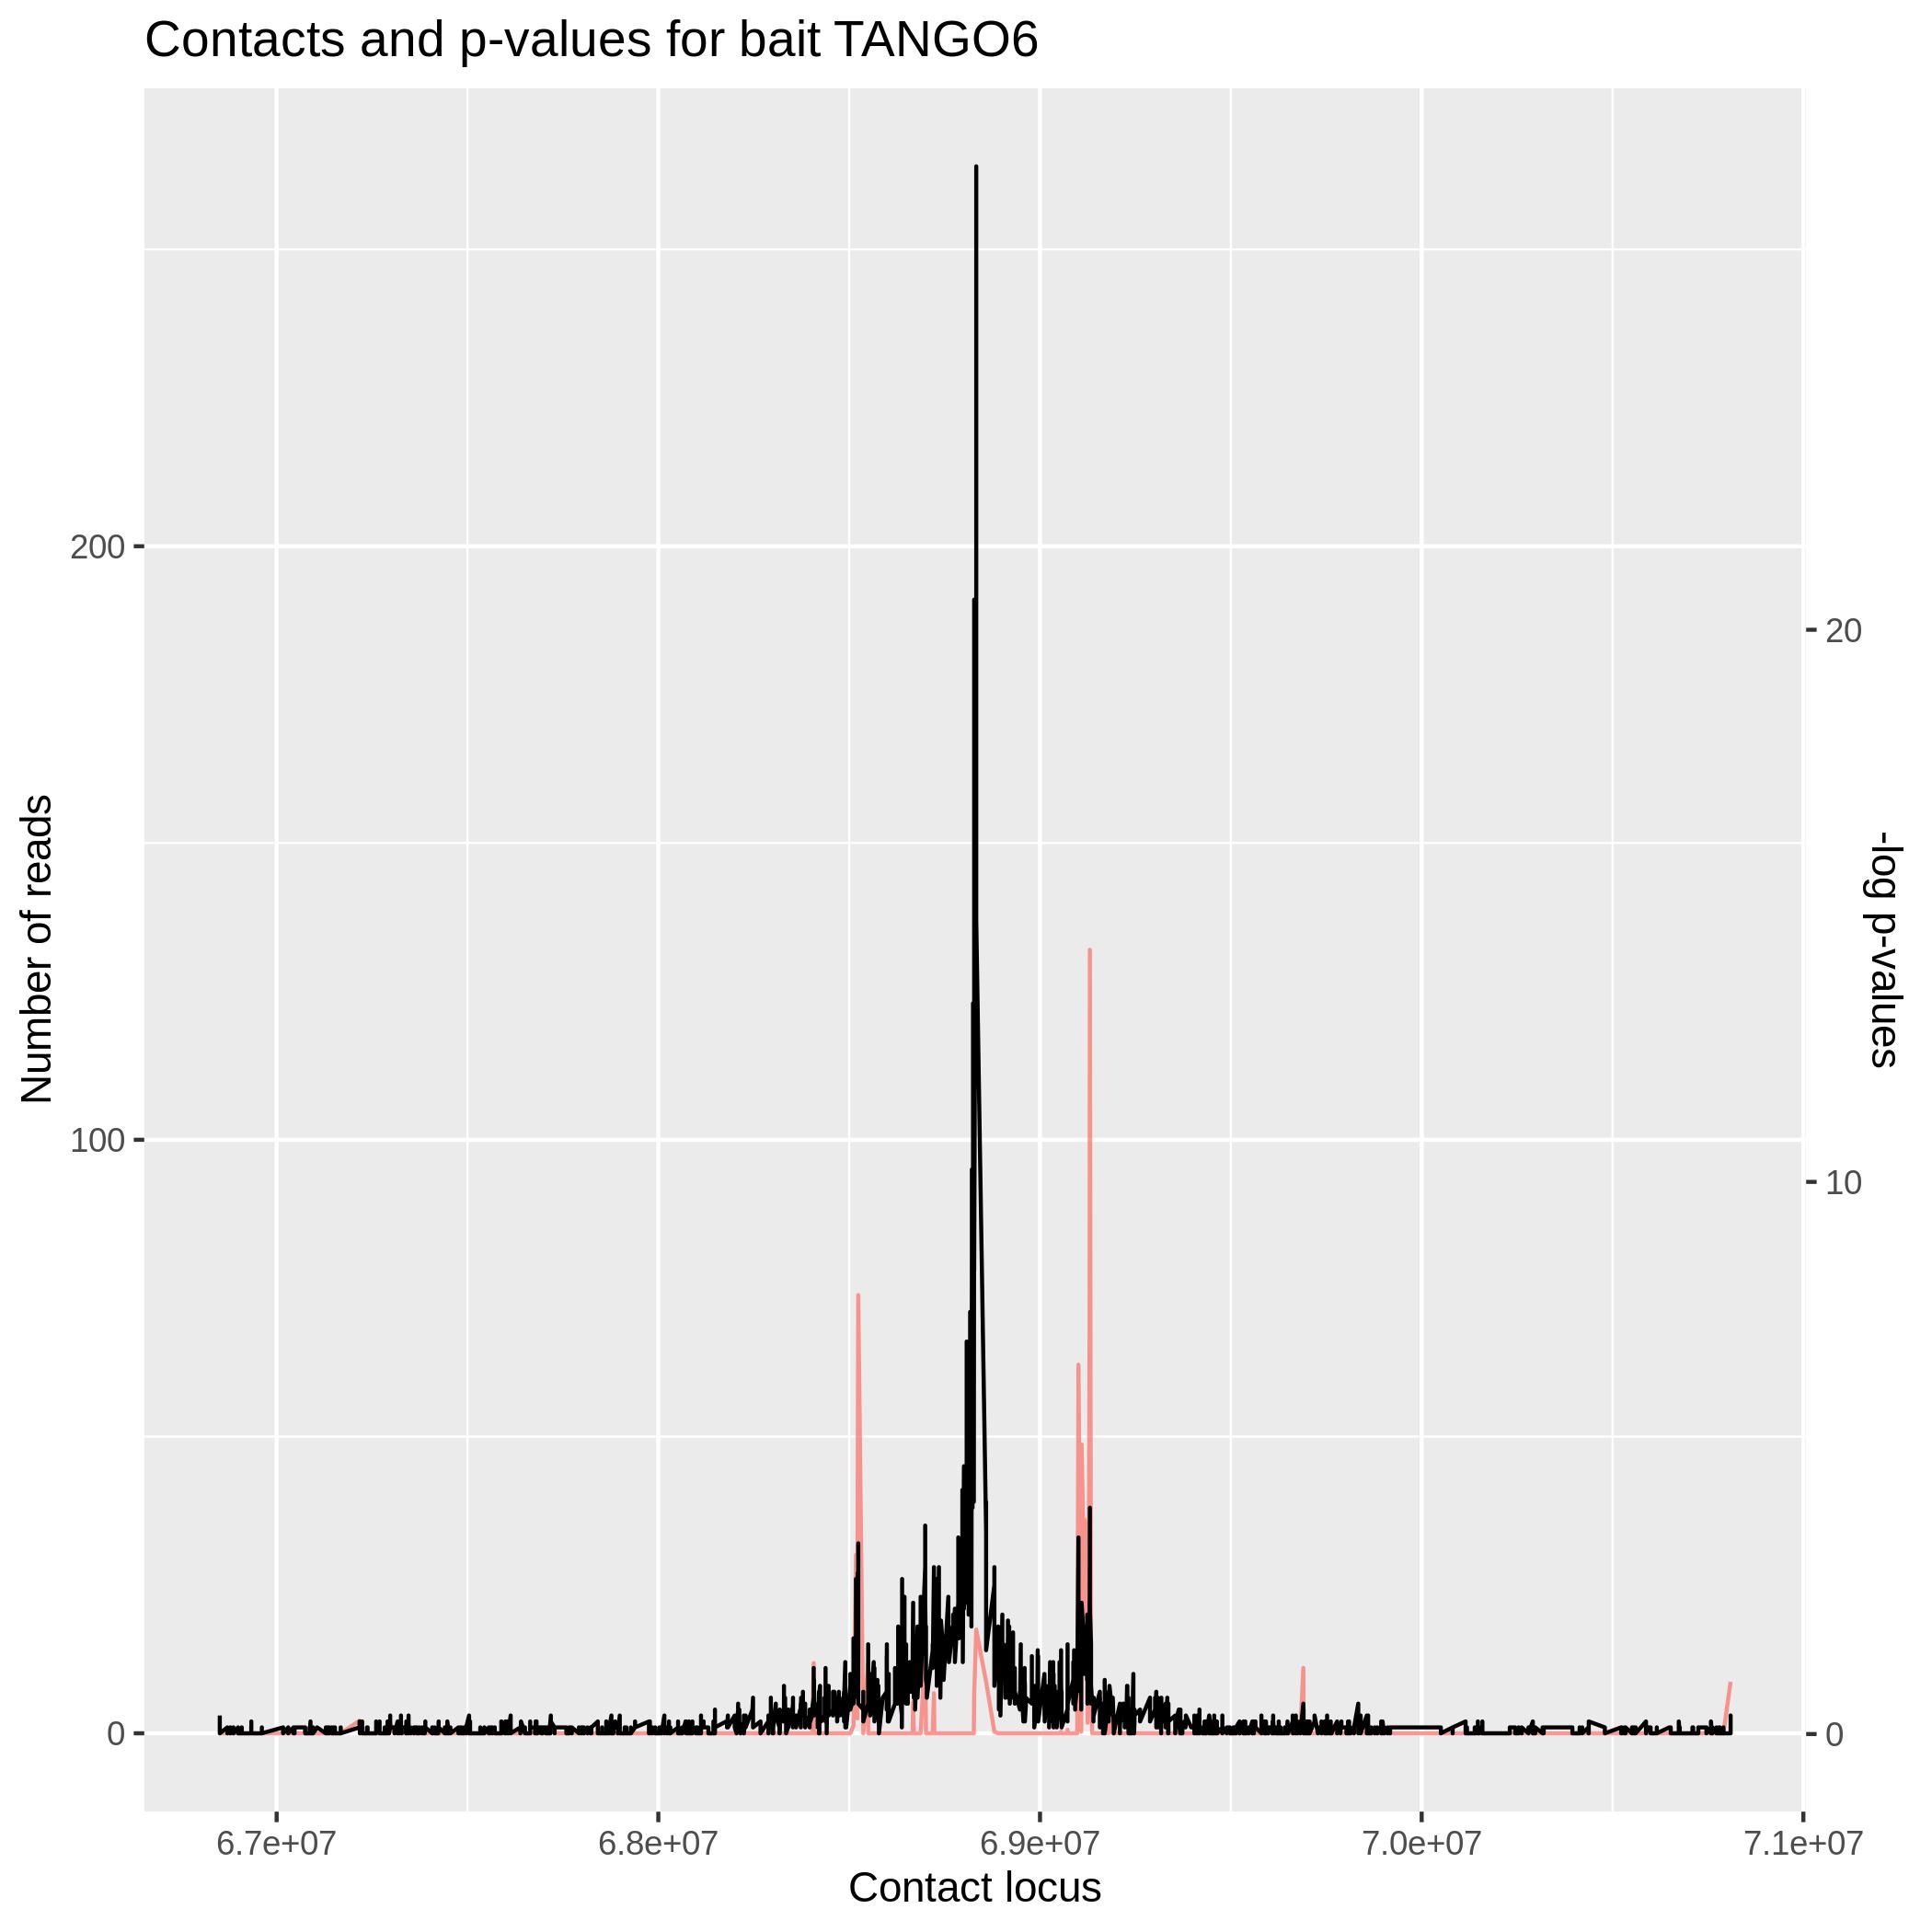 Contacts and p-values for bait TANGO6
Number of reads
200
100
0
20
10
0
-log p-values
6.7e+07
6.8e+07
6.9e+07
7.0e+07
7.1e+07
Contact locus